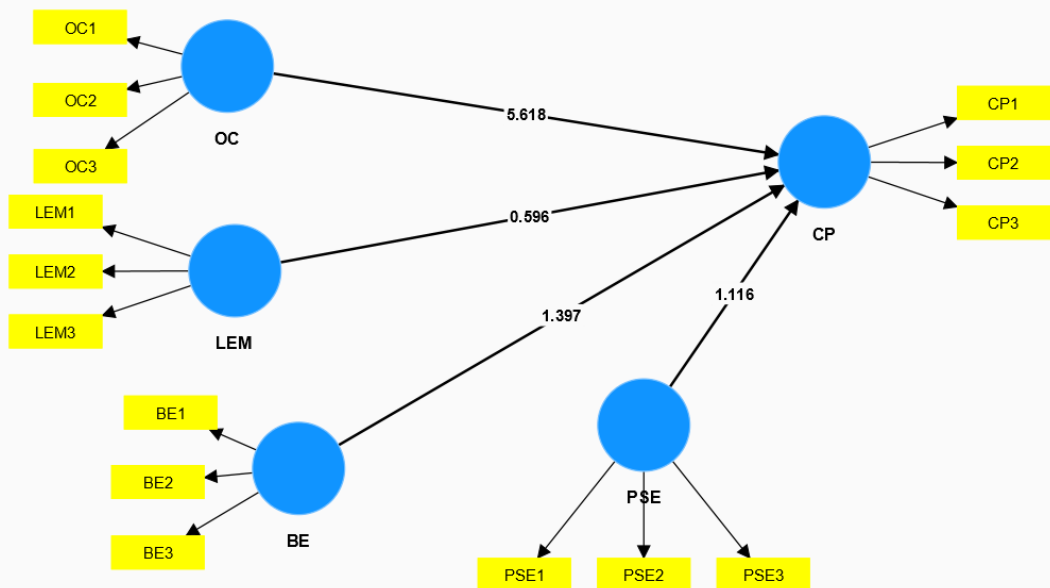 OC1
OC2
OC3
OC
5.618
CP1
CP2
CP3
CP
LEM1
LEM2
LEM3
LEM
0.596
1.397
1.116
BE1
BE2
BE3
BE
PSE
PSE1
PSE2
PSE3